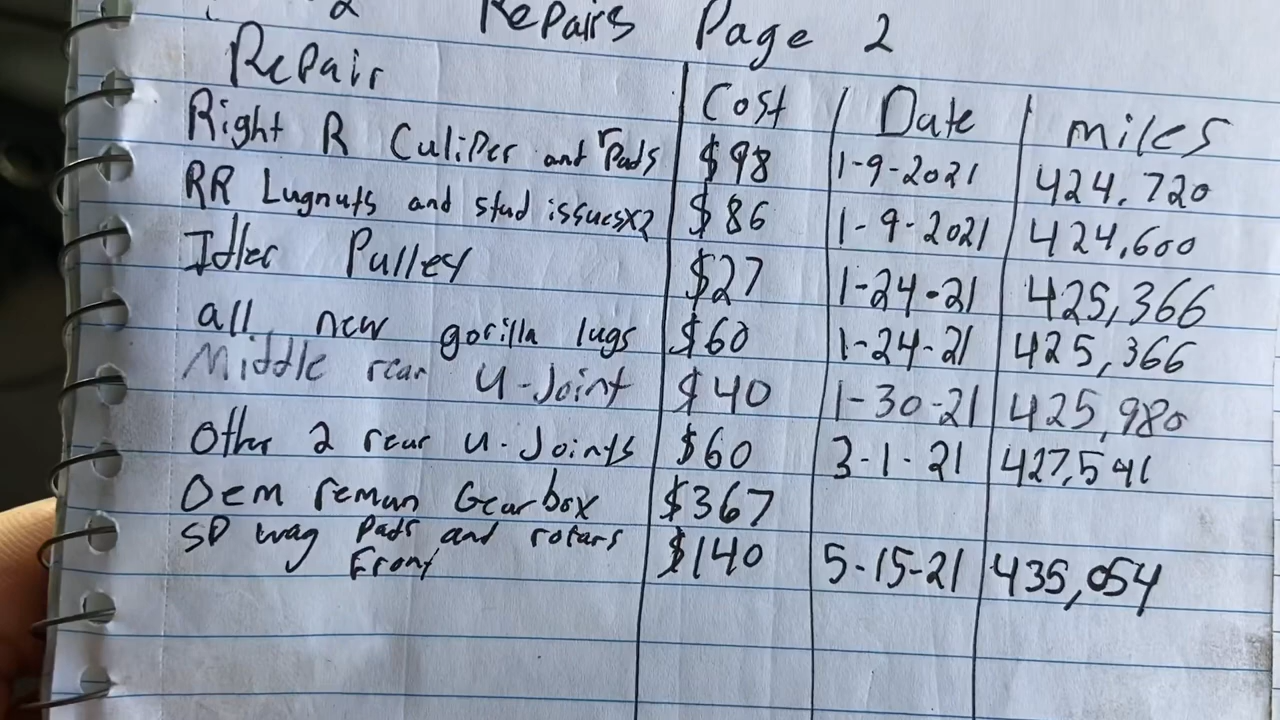 Repairs Page 2
Repair Cost Date miles
Right R Caliper and rPads $98 1-9-2021 424,720
RR Lugnuts and stud issuesx2 $86 1-9-2021 424,600
Idler Pulley $27 1-24-21 425,366
all new gorilla lugs $60 1-24-21 425,366
Middle rear U-Joint $40 1-30-21 425,980
Other 2 rear U-Joints $60 3-1-21 427,541
Oem reman Gearbox $367
SD wag Pads and rotars $140 5-15-21 435,054
Front